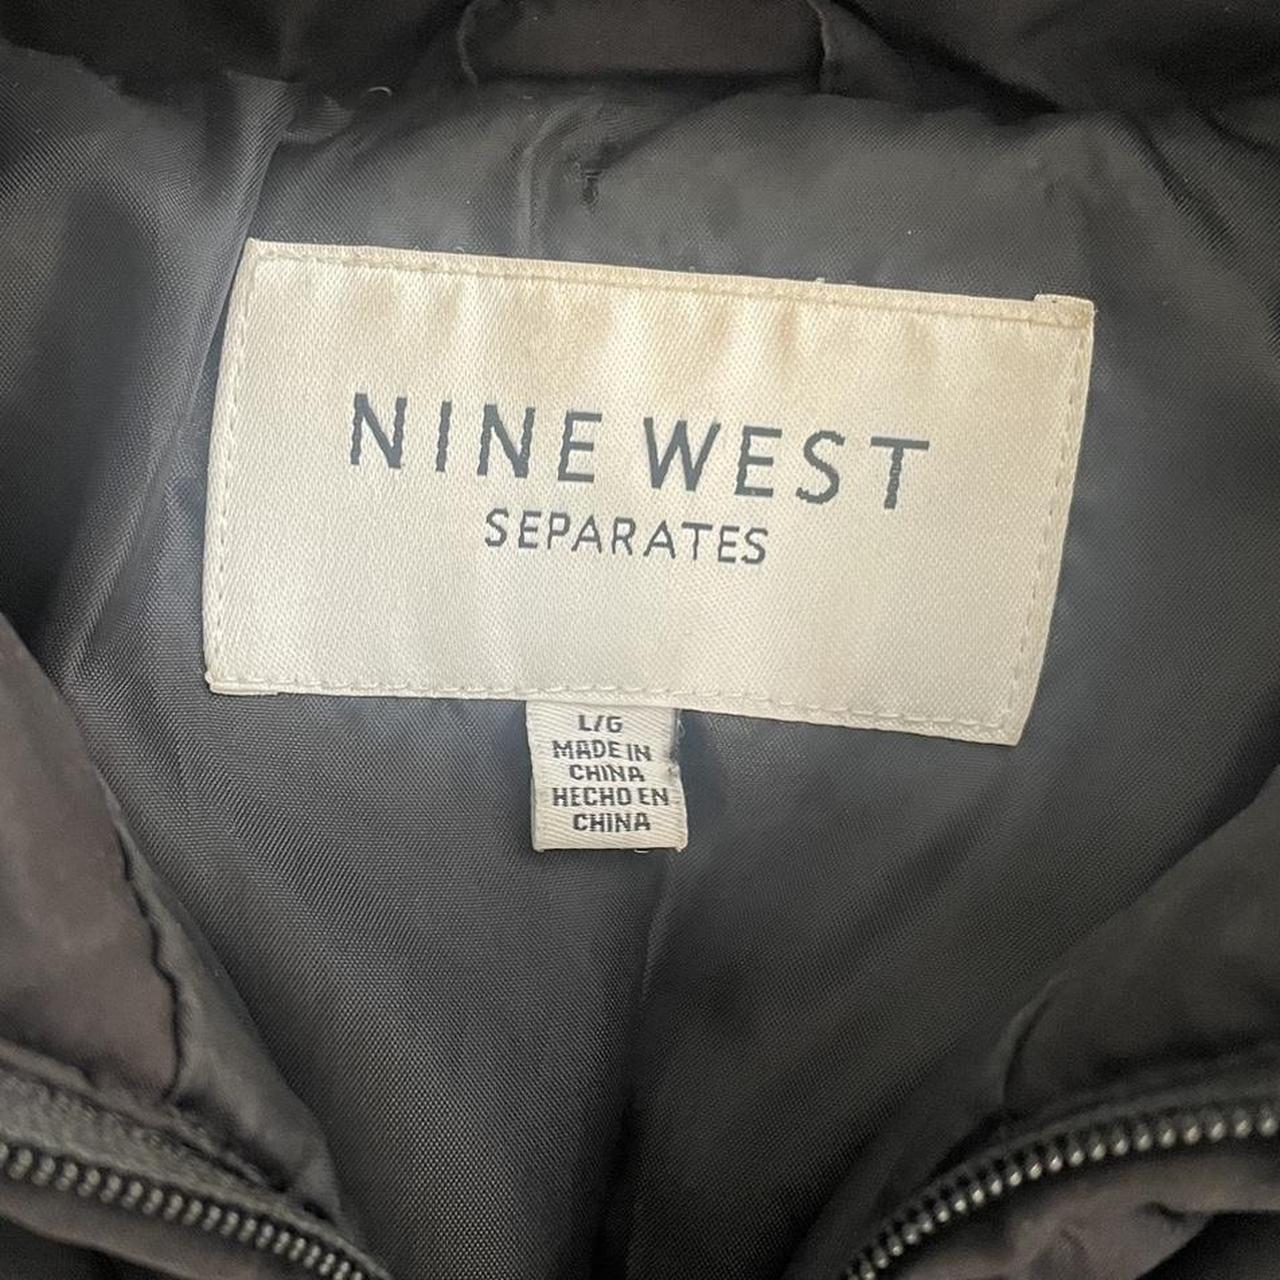 NINE WEST
SEPARATES
L/G
MADE IN
CHINA
HECHO EN
CHINA